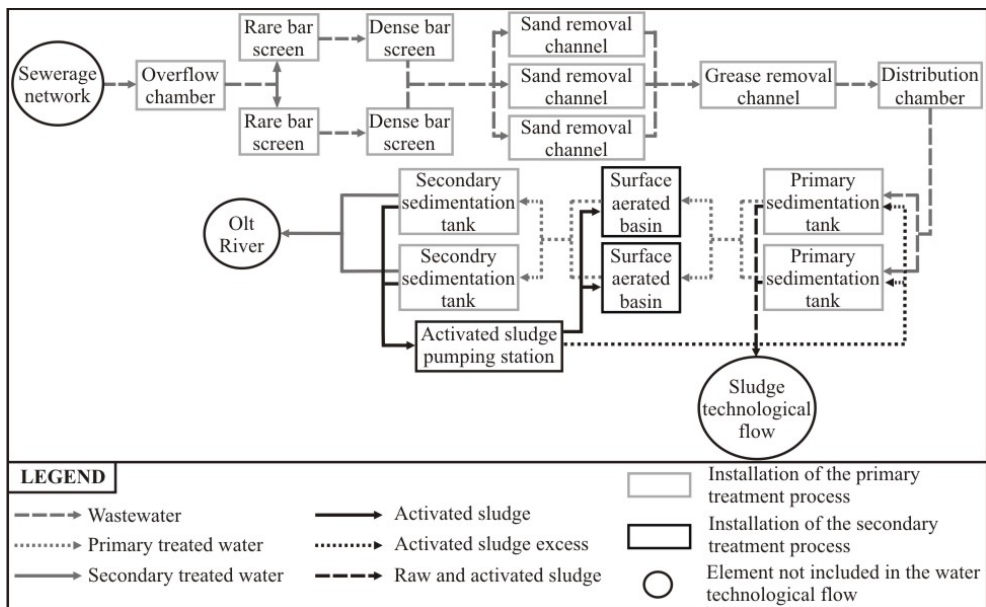 Sewerage
network
Overflow
chamber
Rare bar
screen
Dense bar
screen
Rare bar
screen
Dense bar
screen
Sand removal
channel
Sand removal
channel
Sand removal
channel
Grease removal
channel
Distribution
chamber
Olt
River
Secondary
sedimentation
tank
Secondry
sedimentation
tank
Surface
aerated
basin
Surface
aerated
basin
Primary
sedimentation
tank
Primary
sedimentation
tank
Activated sludge
pumping station
Sludge
technological
flow
LEGEND
Wastewater
Primary treated water
Secondary treated water
Activated sludge
Activated sludge excess
Raw and activated sludge
Installation of the primary
treatment process
Installation of the secondary
treatment process
Element not included in the water
technological flow